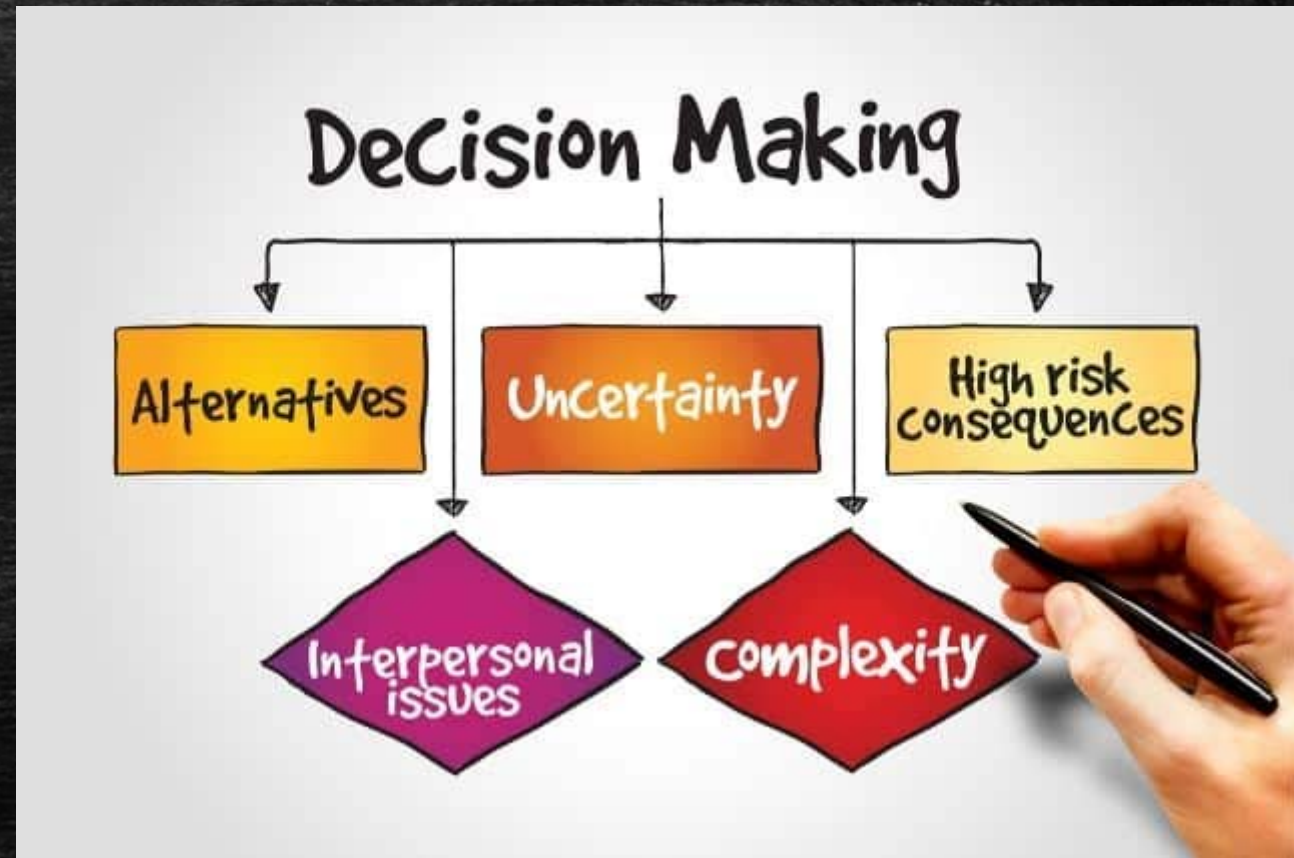 Decision Making
Alternatives
Uncertainty
High risk
consequences
Interpersonal
issues
Complexity